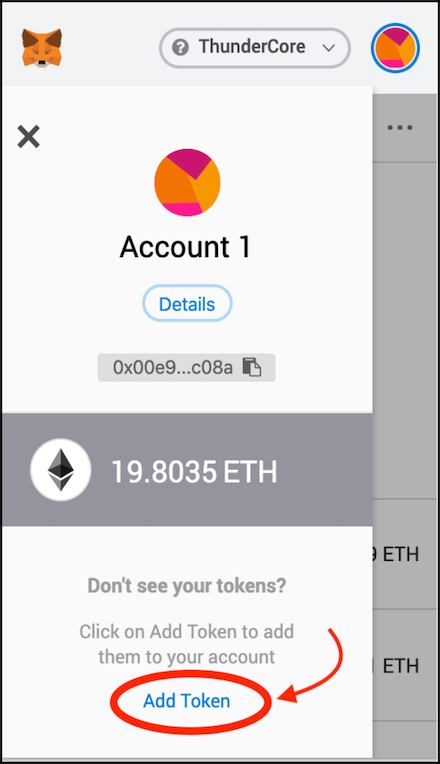 ThunderCore
Account 1
Details
0x00e9...c08a
19.8035 ETH
9 ETH
Don't see your tokens?
Click on Add Token to add
them to your account
1 ETH
Add Token